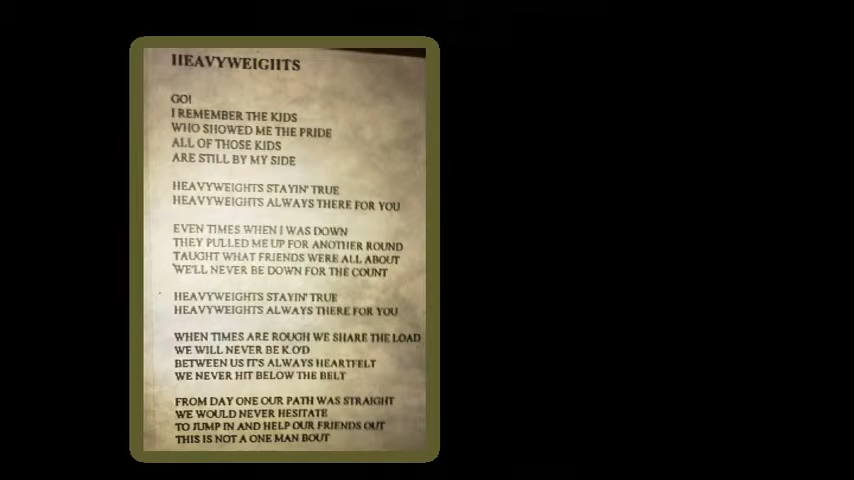 HEAVYWEIGHTS
GO!
I REMEMBER THE KIDS
WHO SHOWED ME THE PRIDE
ALL OF THOSE KIDS
ARE STILL BY MY SIDE
HEAVYWEIGHTS STAYIN' TRUE
HEAVYWEIGHTS ALWAYS THERE FOR YOU
EVEN TIMES WHEN I WAS DOWN
THEY PULLED ME UP FOR ANOTHER ROUND
TAUGHT WHAT FRIENDS WERE ALL ABOUT
WE'LL NEVER BE DOWN FOR THE COUNT
HEAVYWEIGHTS STAYIN' TRUE
HEAVYWEIGHTS ALWAYS THERE FOR YOU
WHEN TIMES ARE ROUGH WE SHARE THE LOAD
WE WILL NEVER BE K.O'D
BETWEEN US IT'S ALWAYS HEARTFELT
WE NEVER HIT BELOW THE BELT
FROM DAY ONE OUR PATH WAS STRAIGHT
WE WOULD NEVER HESITATE
TO JUMP IN AND HELP OUR FRIENDS OUT
THIS IS NOT A ONE MAN BOUT